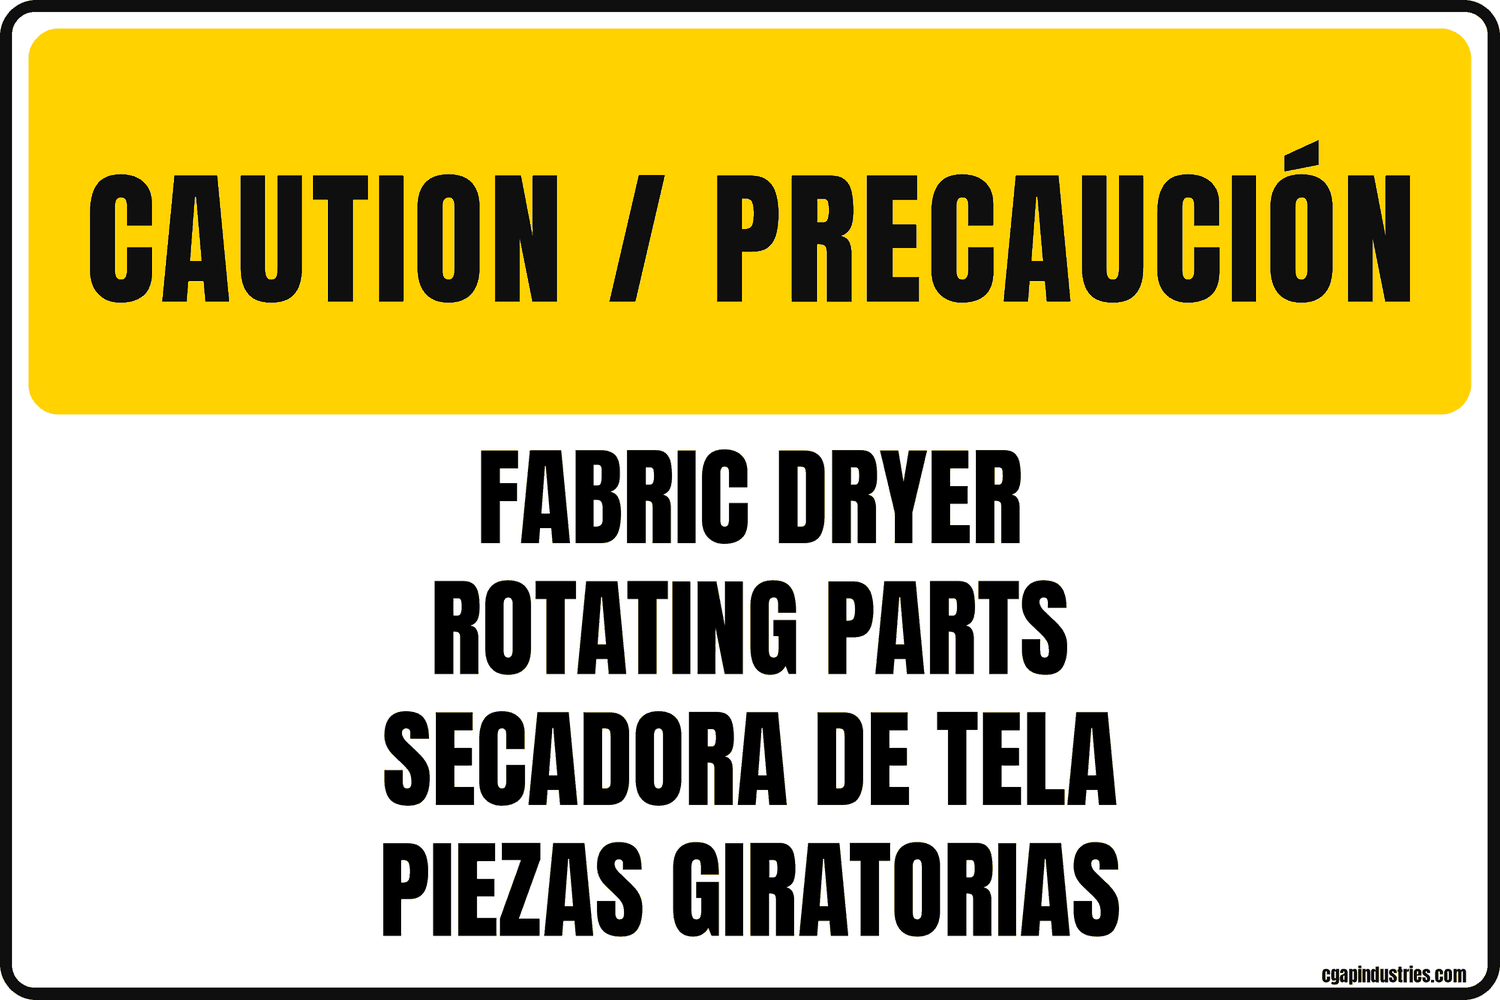 CAUTION / PRECAUCIÓN
FABRIC DRYER
ROTATING PARTS
SECADORA DE TELA
PIEZAS GIRATORIAS
cgapindustries.com